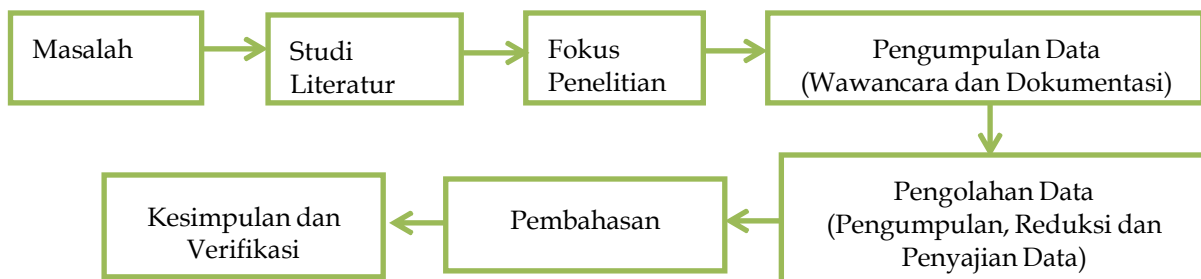 Masalah
Studi
Literatur
Fokus
Penelitian
Pengumpulan Data
(Wawancara dan Dokumentasi)
Pengolahan Data
(Pengumpulan, Reduksi dan
Penyajian Data)
Pembahasan
Kesimpulan dan
Verifikasi